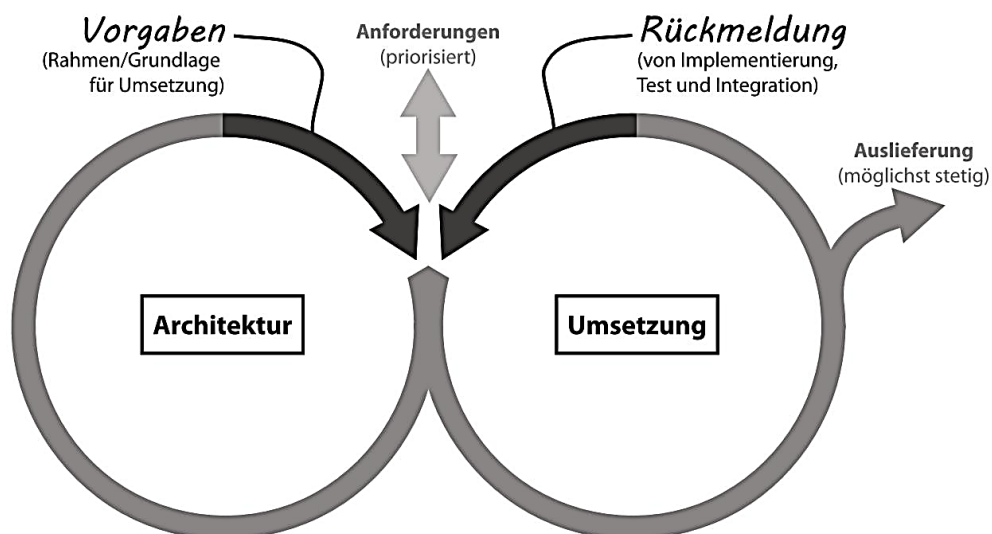 Vorgaben
(Rahmen/Grundlage
für Umsetzung)
Anforderungen
(priorisiert)
Rückmeldung
(von Implementierung,
Test und Integration)
Auslieferung
(möglichst stetig)
Architektur
Umsetzung